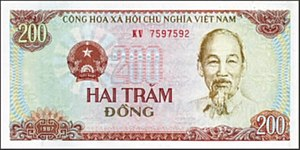 CỘNG HÒA XÃ HỘI CHỦ NGHĨA VIỆT NAM
200
KV 7597592
200
HAI TRĂM
ĐỒNG
1987
200